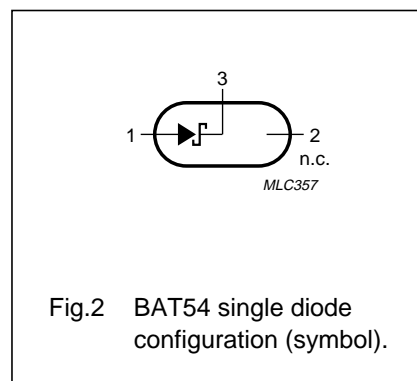 3
1
2
n.c.
MLC357
Fig.2 BAT54 single diode
configuration (symbol).